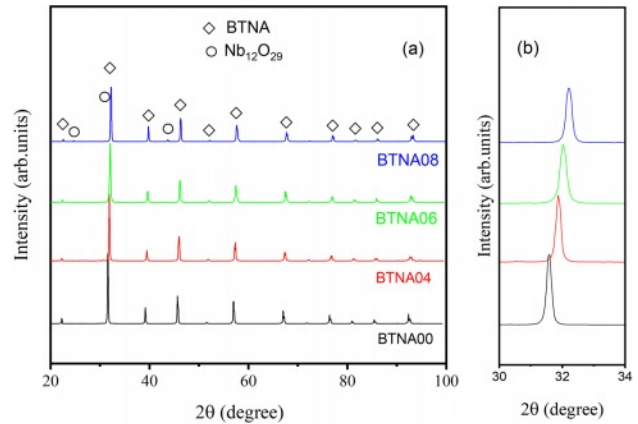 BTNA
Nb12O29
(a)
(b)
BTNA08
BTNA06
BTNA04
BTNA00
Intensity (arb.units)
20 40 60 80 100
2θ (degree)
Intensity (arb.units)
30 32 34
2θ (degree)